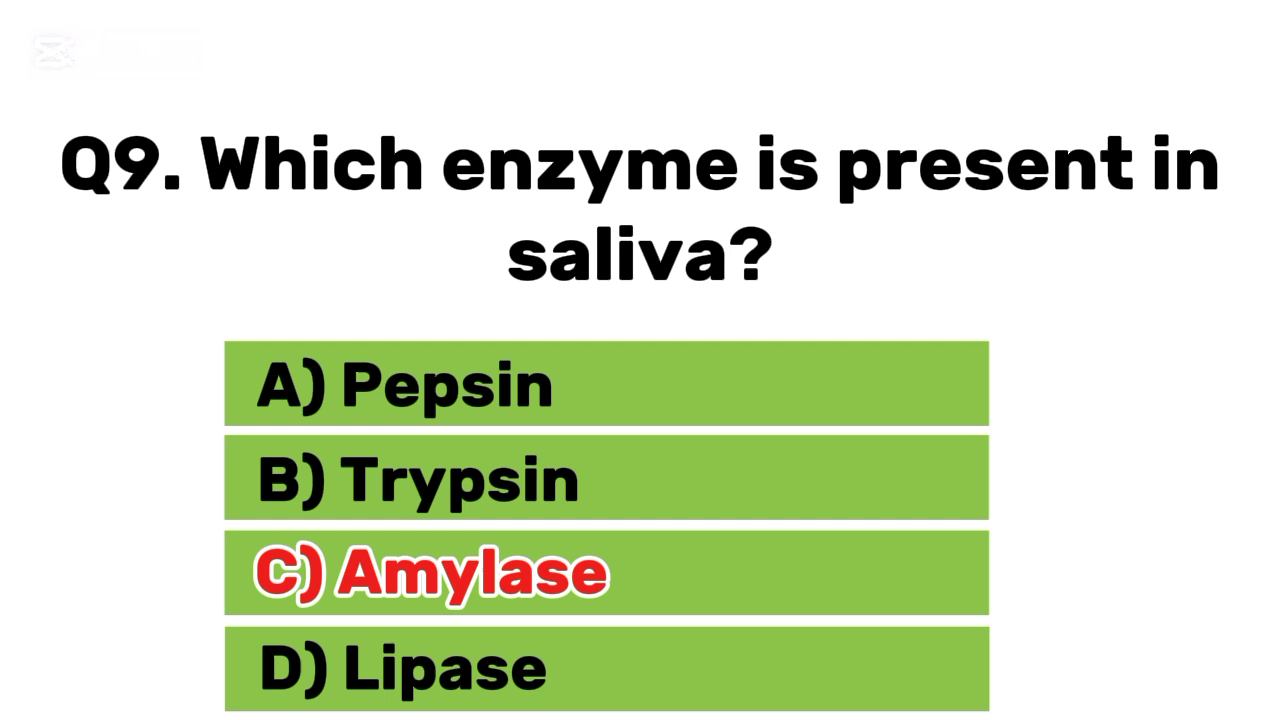 Q9. Which enzyme is present in
saliva?
A) Pepsin
B) Trypsin
C) Amylase
D) Lipase